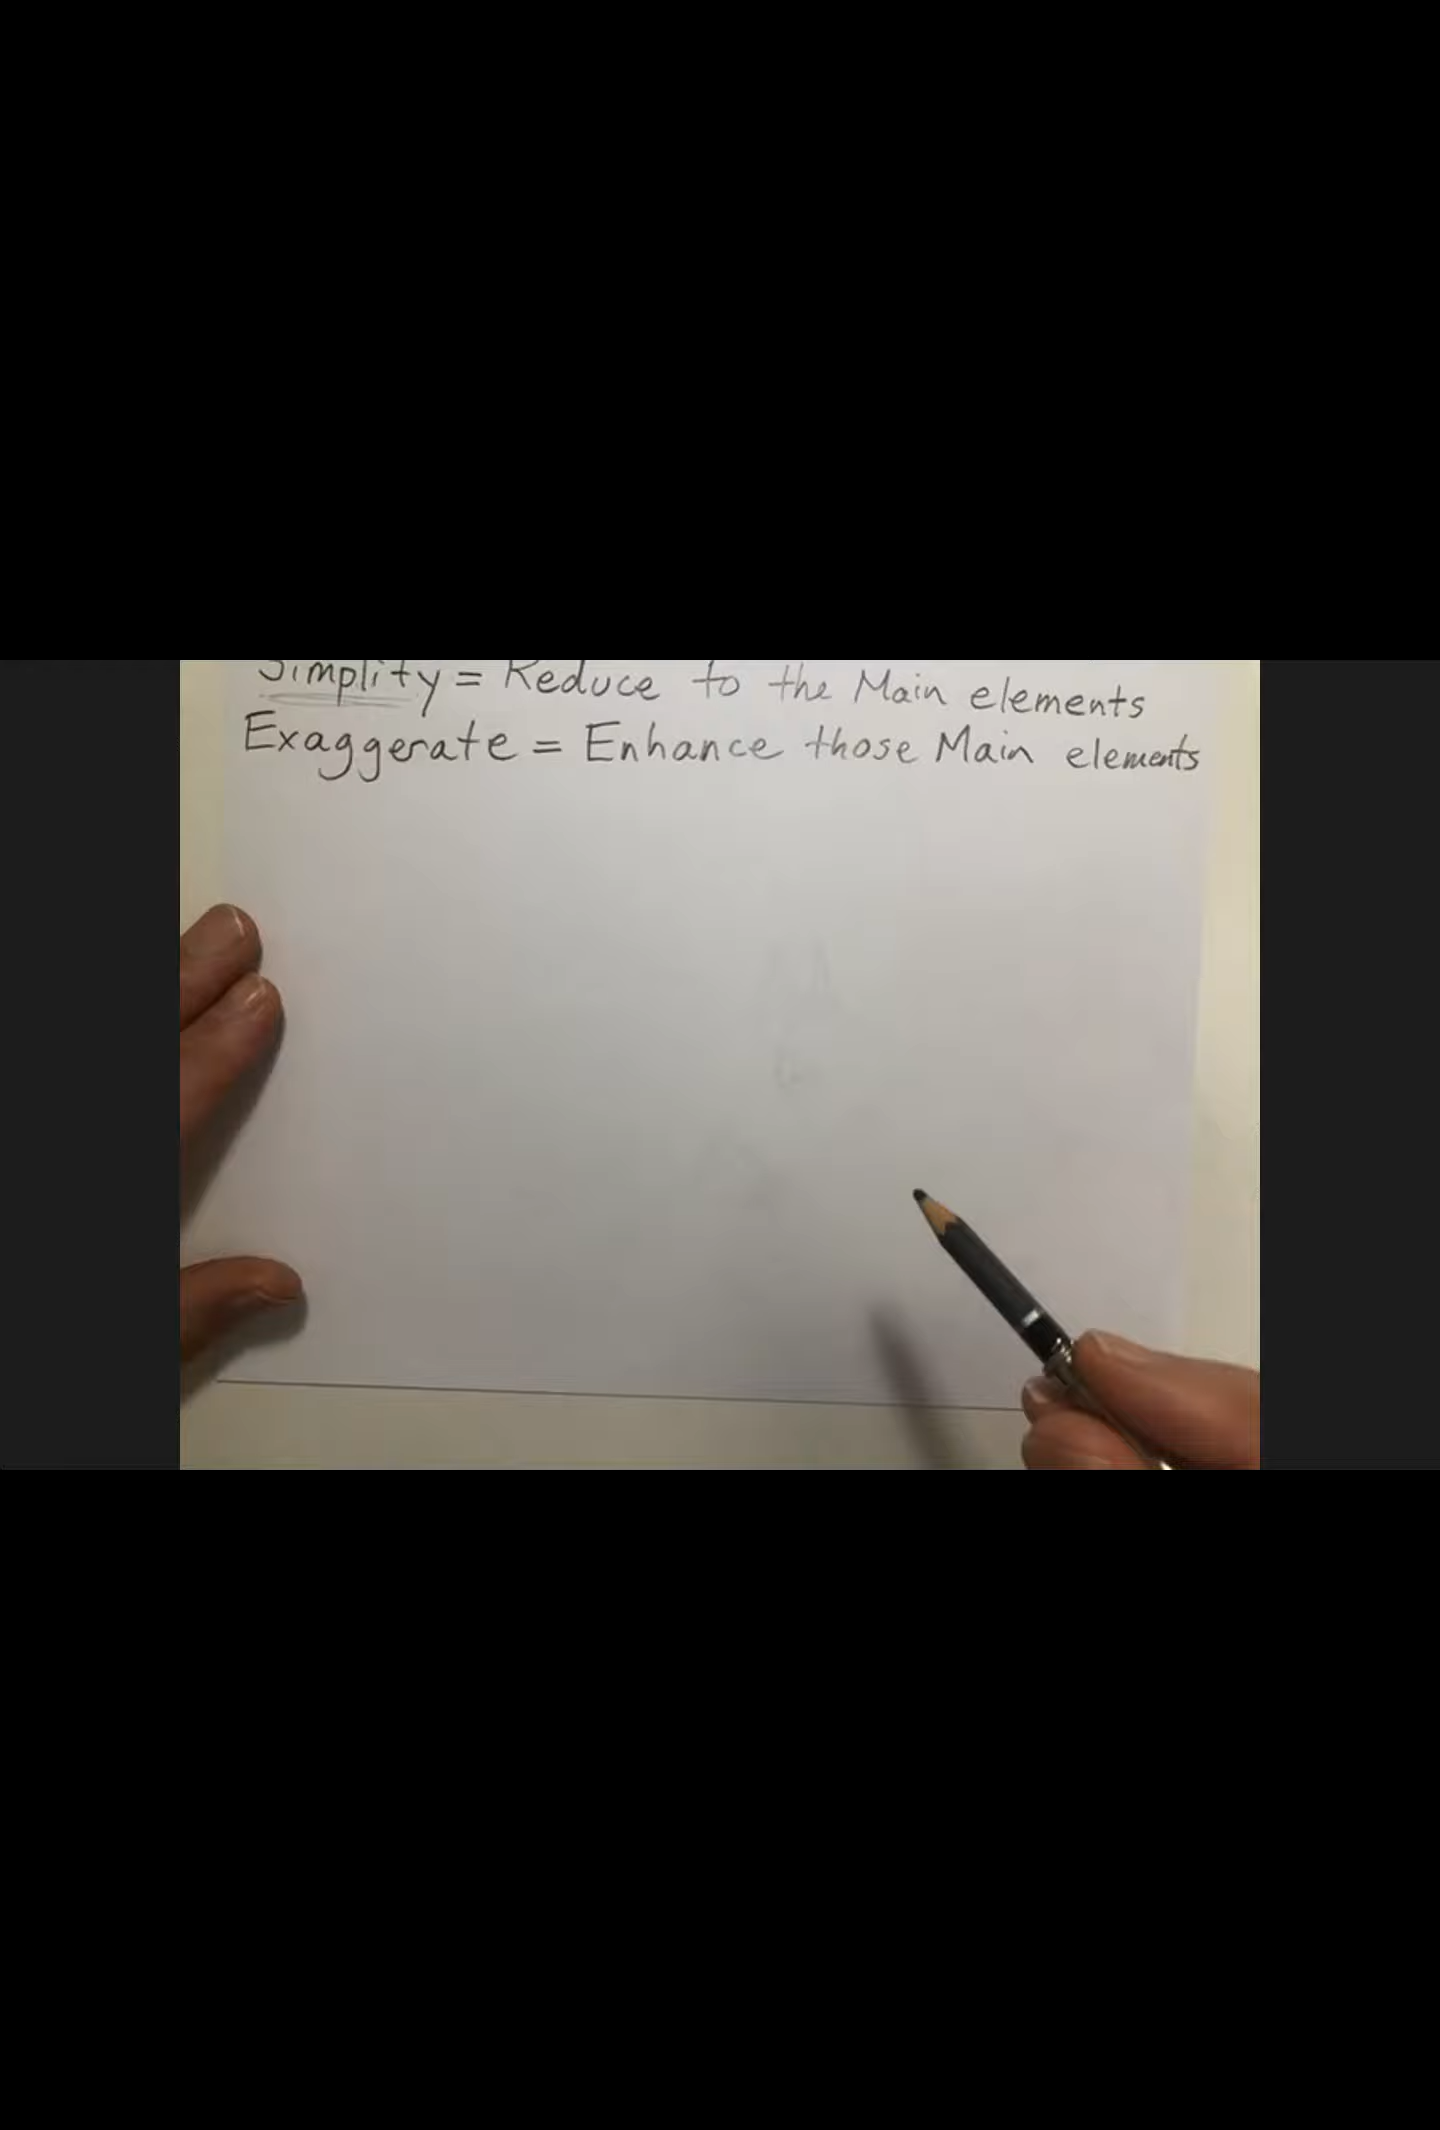 Simplify = Reduce to the Main elements
Exaggerate = Enhance those Main elements